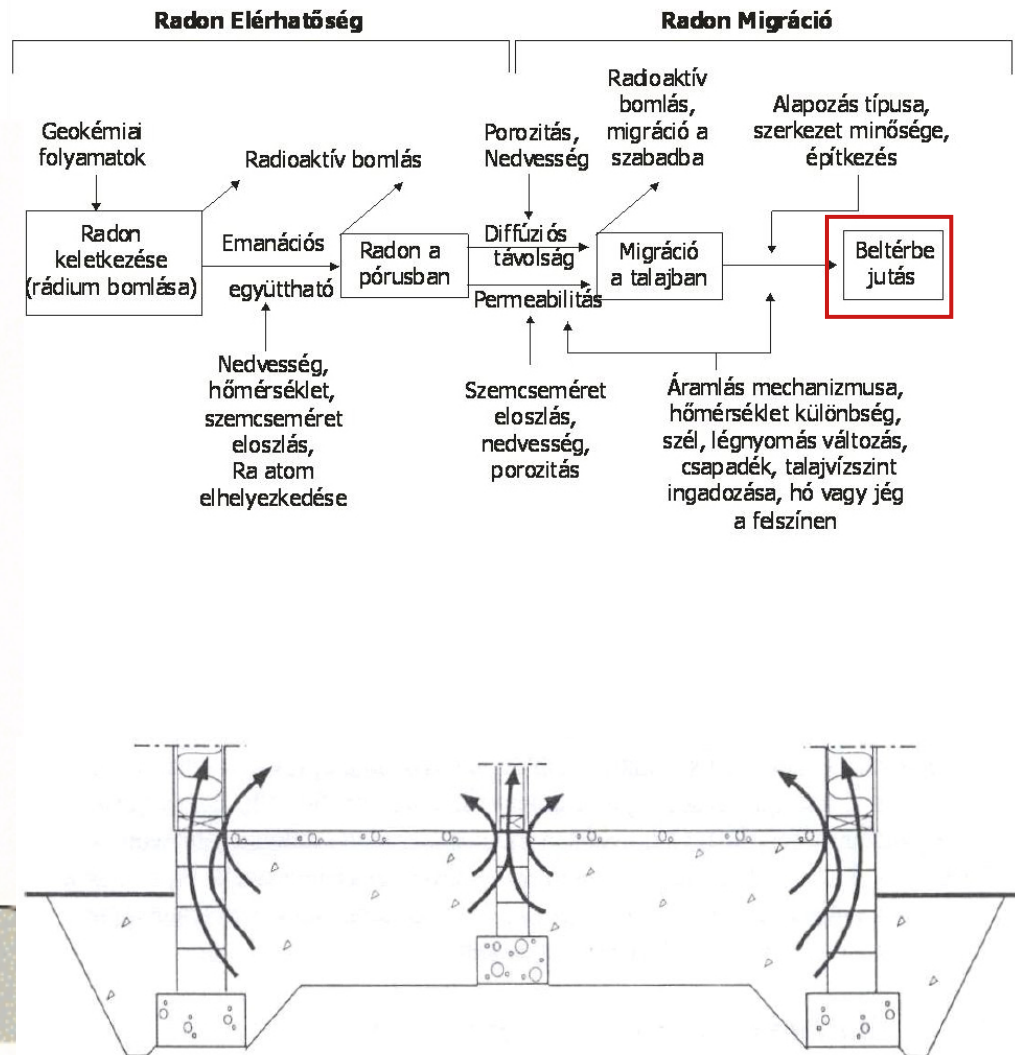 Radon Elérhatőség
Radon Migráció
Geokémiai
folyamatok
Radioaktív bomlás
Porozitás,
Nedvesség
Radioaktív
bomlás,
migráció a
szabadba
Alapozás típusa,
szerkezet minősége,
építkezés
Radon
keletkezése
(rádium bomlása)
Emanációs
együttható
Radon a
pórusban
Diffúziós
távolság
Permeabilitás
Migráció
a talajban
Beltérbe
jutás
Nedvesség,
hőmérséklet,
szemcseméret
eloszlás,
Ra atom
elhelyezkedése
Szemcseméret
eloszlás,
nedvesség,
porozitás
Áramlás mechanizmusa,
hőmérséklet különbség,
szél, légnyomás változás,
csapadék, talajvízszint
ingadozása, hó vagy jég
a felszínen